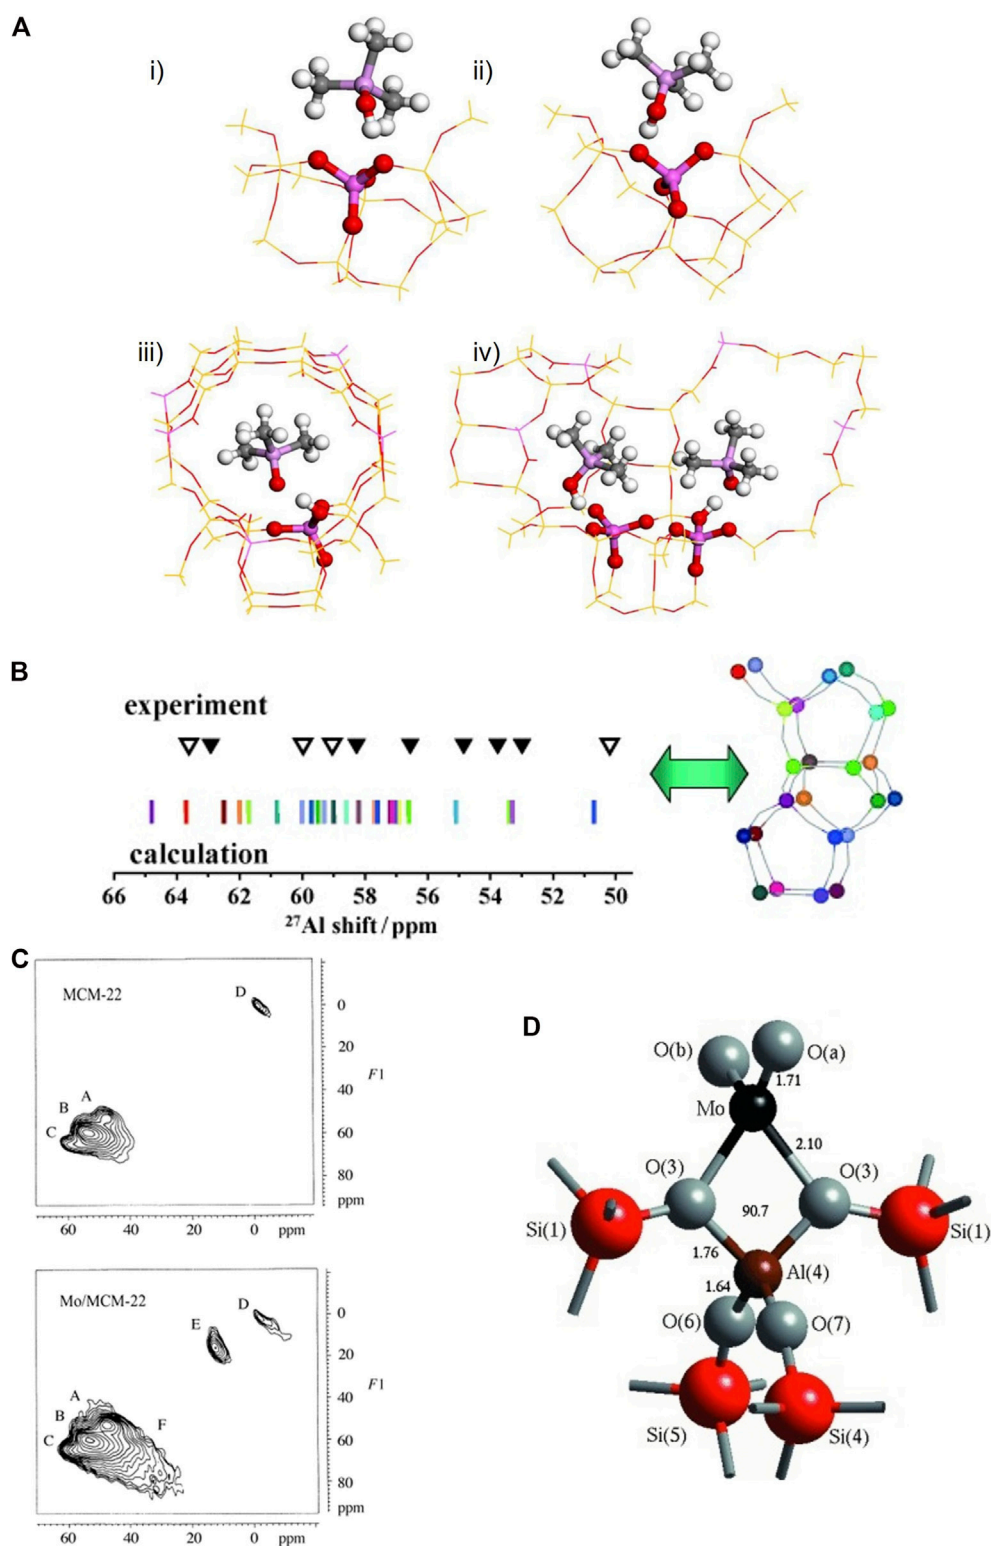 A
i)
ii)
iii)
iv)
B
experiment
calculation
66 64 62 60 58 56 54 52 50
²⁷Al shift / ppm
C
MCM-22
D
0
20
F1
40
B A
C
60
80
ppm
60 40 20 0 ppm
Mo/MCM-22
D
E
0
20
F1
A
40
B
F
C
60
80
ppm
60 40 20 0 ppm
D
O(b)
O(a)
1.71
Mo
2.10
O(3)
O(3)
Si(1)
90.7
Si(1)
1.76
1.64
Al(4)
O(6)
O(7)
Si(5)
Si(4)